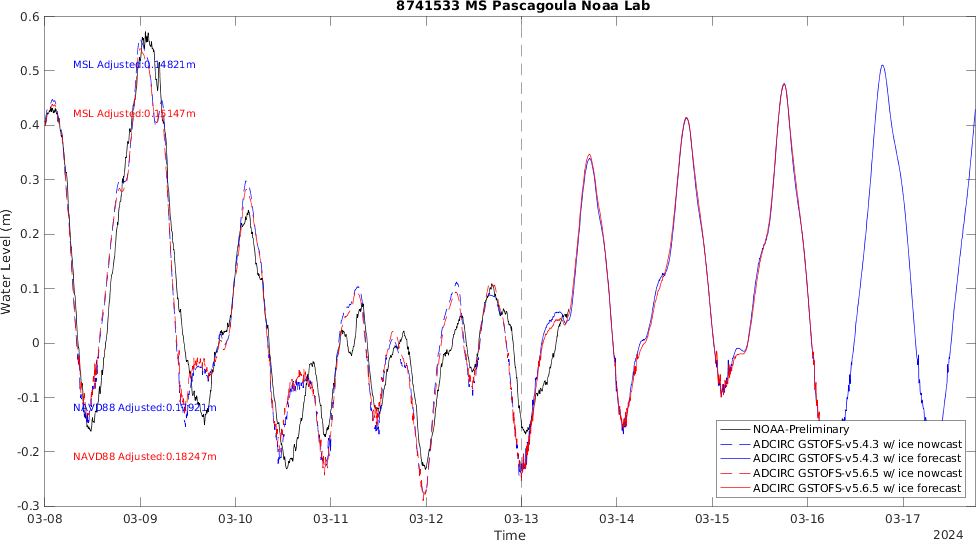 8741533 MS Pascagoula Noaa Lab
0.6
0.5
0.4
0.3
0.2
0.1
0
-0.1
-0.2
-0.3
Water Level (m)
MSL Adjusted:0.14821m
MSL Adjusted:0.15147m
NAVD88 Adjusted:0.17921m
NAVD88 Adjusted:0.18247m
NOAA-Preliminary
ADCIRC GSTOFS-v5.4.3 w/ ice nowcast
ADCIRC GSTOFS-v5.4.3 w/ ice forecast
ADCIRC GSTOFS-v5.6.5 w/ ice nowcast
ADCIRC GSTOFS-v5.6.5 w/ ice forecast
03-08 03-09 03-10 03-11 03-12 03-13 03-14 03-15 03-16 03-17
Time
2024